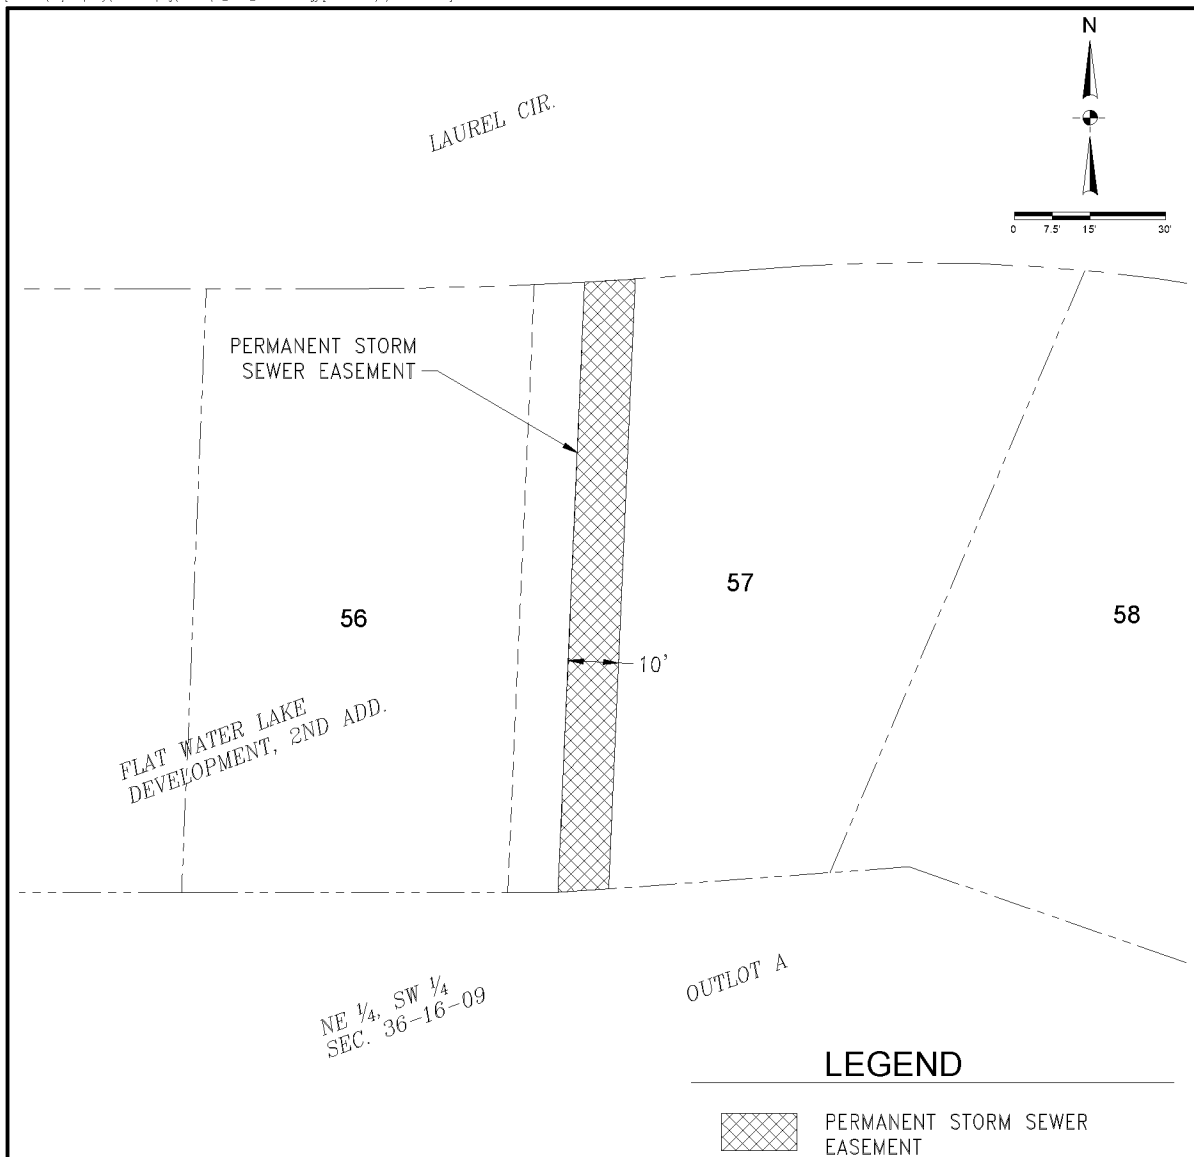 N
LAUREL CIR.
0 7.5' 15' 30'
PERMANENT STORM
SEWER EASEMENT
57
56
58
10'
FLAT WATER LAKE
DEVELOPMENT, 2ND ADD.
OUTLOT A
NE ¼, SW ¼
SEC. 36-16-09
LEGEND
PERMANENT STORM SEWER
EASEMENT